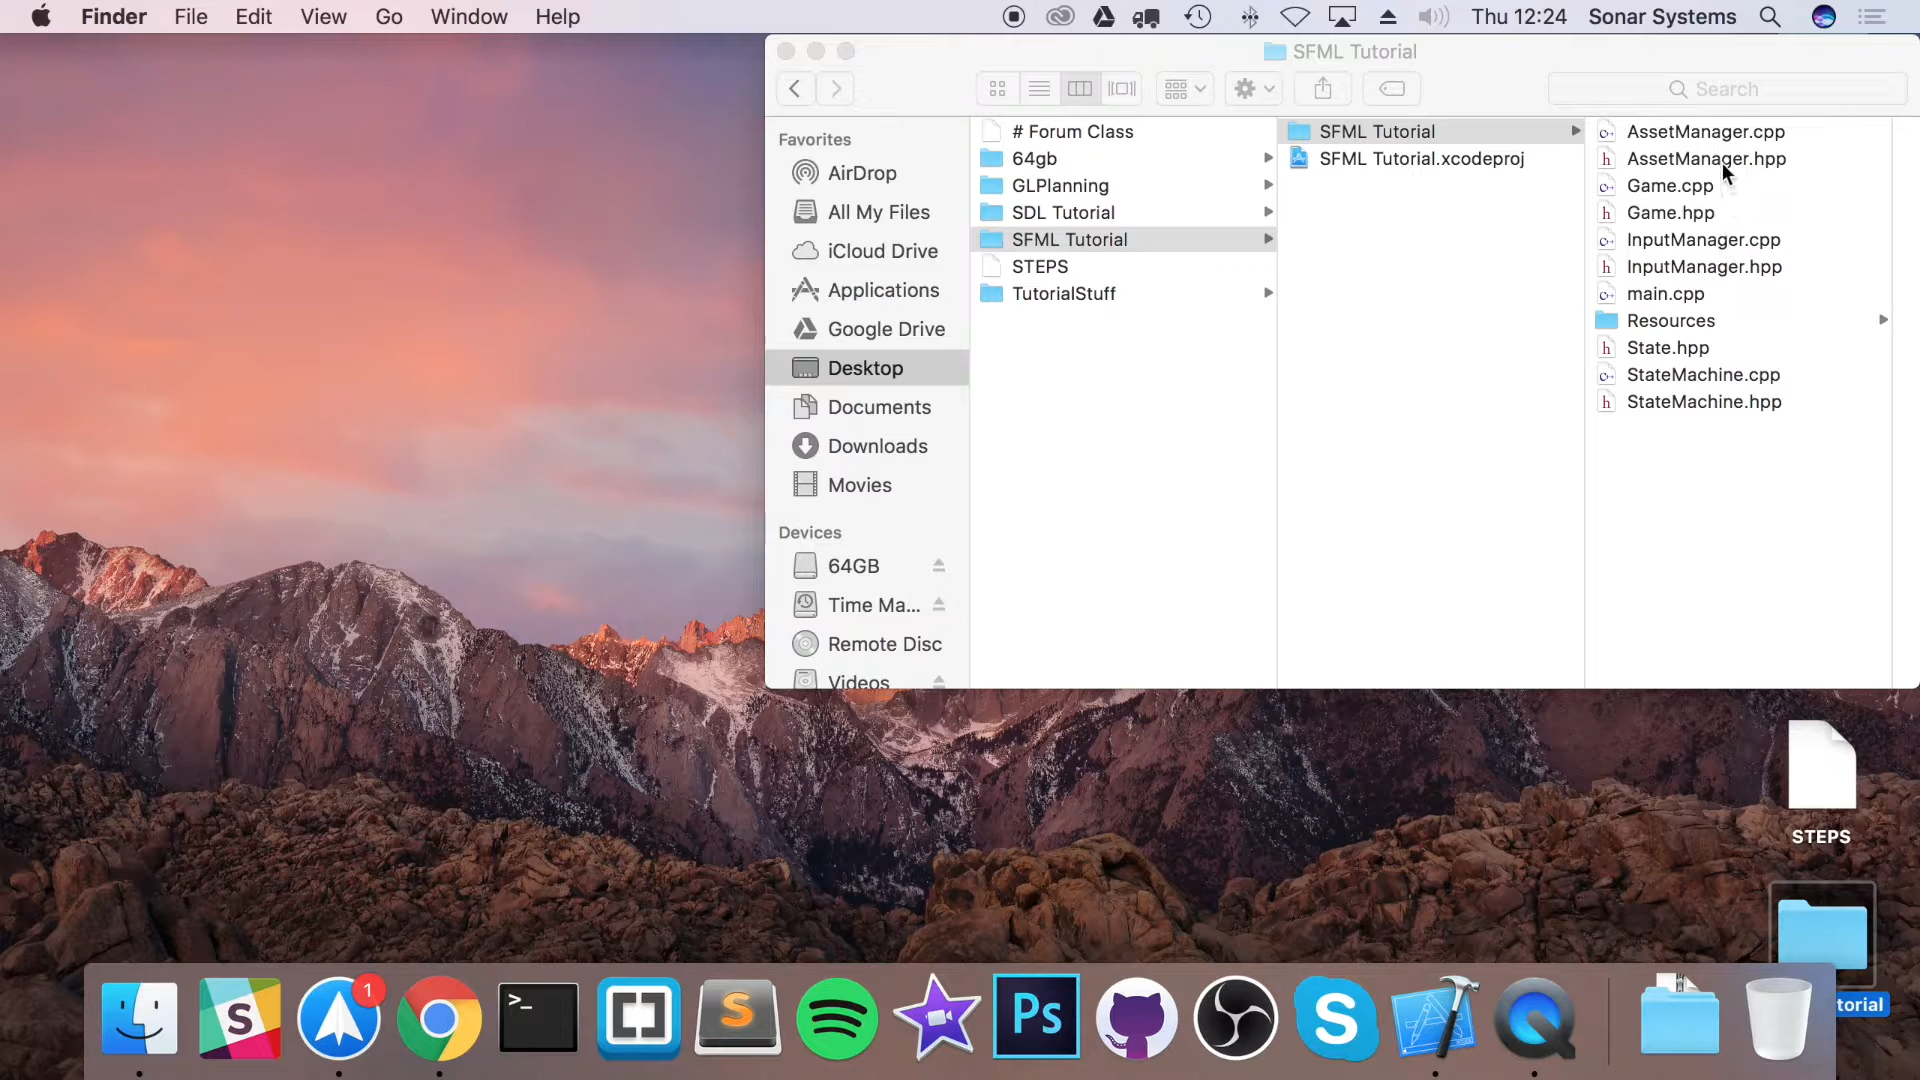 Finder File Edit View Go Window Help Thu 12:24 Sonar Systems
SFML Tutorial
Search
Favorites
AirDrop
All My Files
iCloud Drive
Applications
Google Drive
Desktop
Documents
Downloads
Movies
Devices
64GB
Time Ma...
Remote Disc
Videos
# Forum Class
64gb
GLPlanning
SDL Tutorial
SFML Tutorial
STEPS
TutorialStuff
SFML Tutorial
SFML Tutorial.xcodeproj
AssetManager.cpp
AssetManager.hpp
Game.cpp
Game.hpp
InputManager.cpp
InputManager.hpp
main.cpp
Resources
State.hpp
StateMachine.cpp
StateMachine.hpp
STEPS
torial
S
1
>_
S
Ps
S